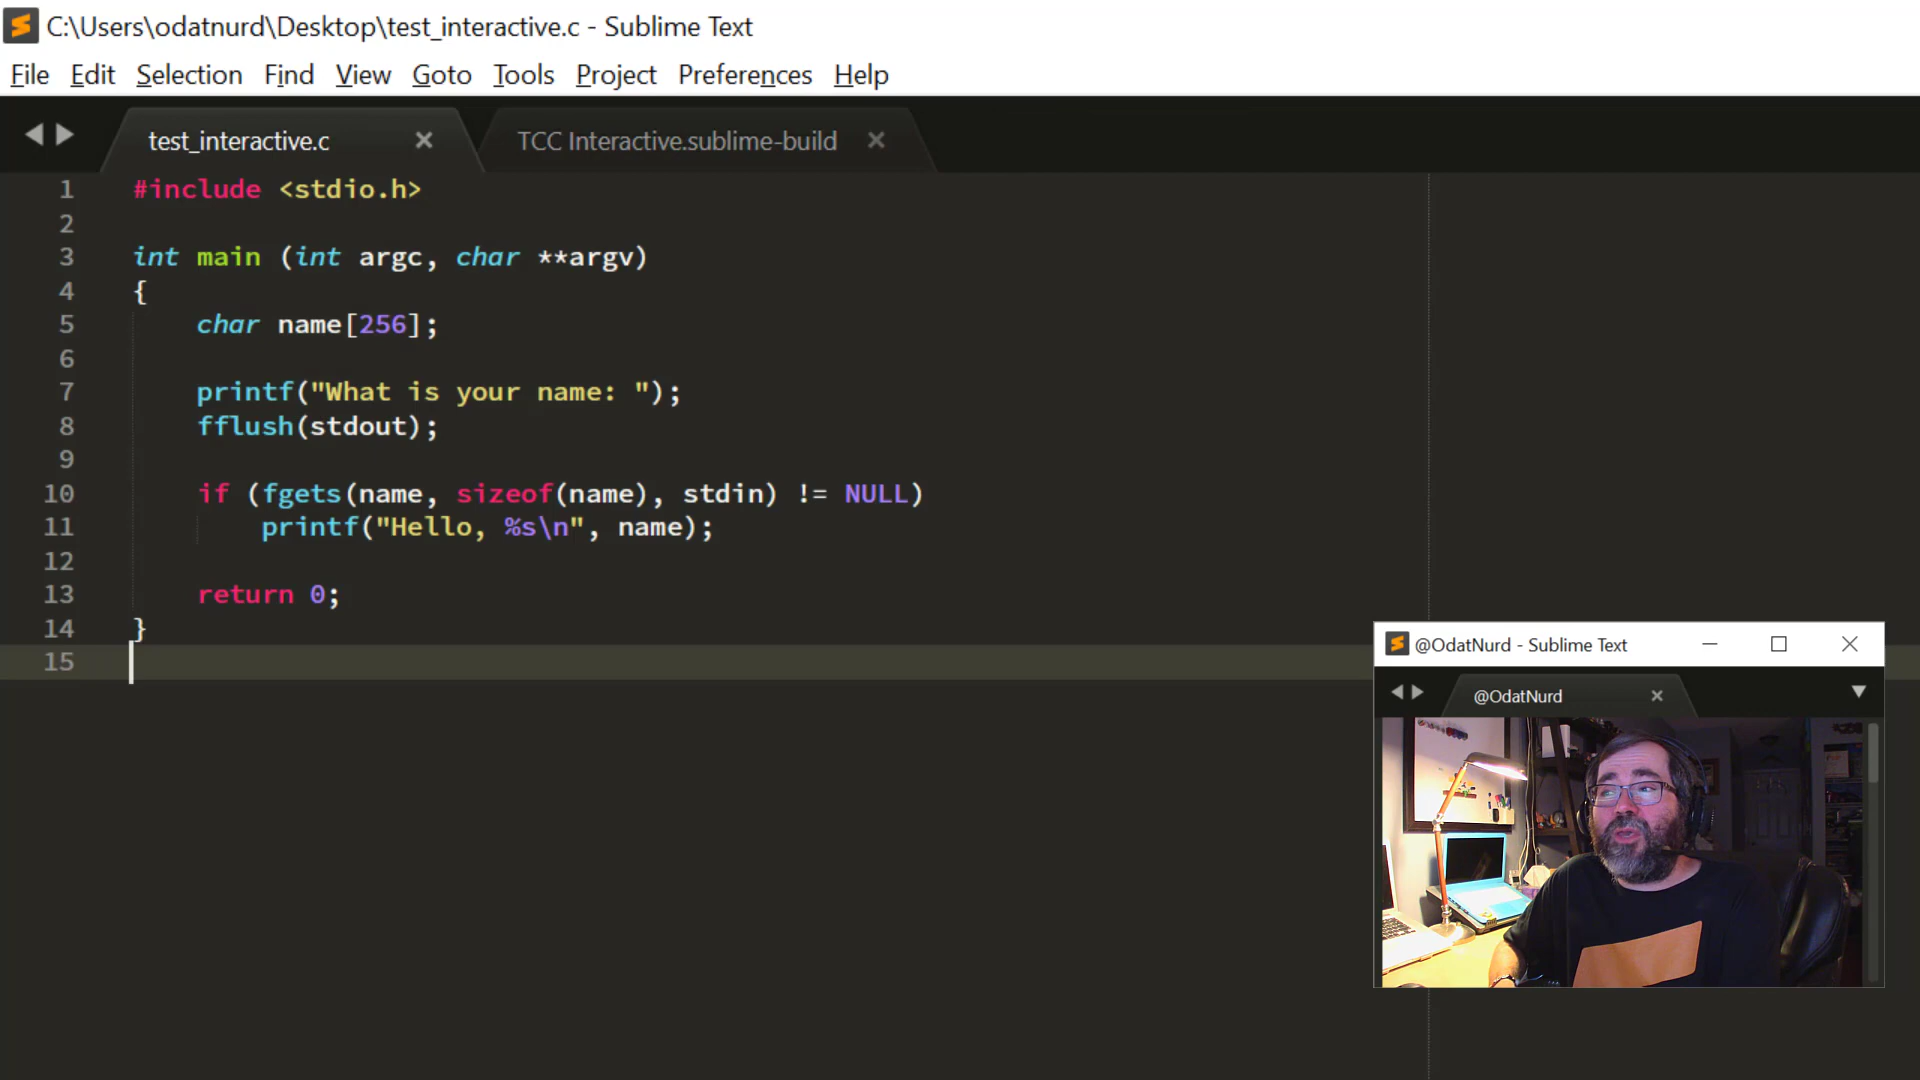 C:\Users\odatnurd\Desktop\test_interactive.c - Sublime Text
File Edit Selection Find View Goto Tools Project Preferences Help
test_interactive.c × TCC Interactive.sublime-build ×
1 #include <stdio.h>
2
3 int main (int argc, char **argv)
4 {
5     char name[256];
6
7     printf("What is your name: ");
8     fflush(stdout);
9
10     if (fgets(name, sizeof(name), stdin) != NULL)
11         printf("Hello, %s\n", name);
12
13     return 0;
14 }
15
@OdatNurd - Sublime Text
@OdatNurd ×